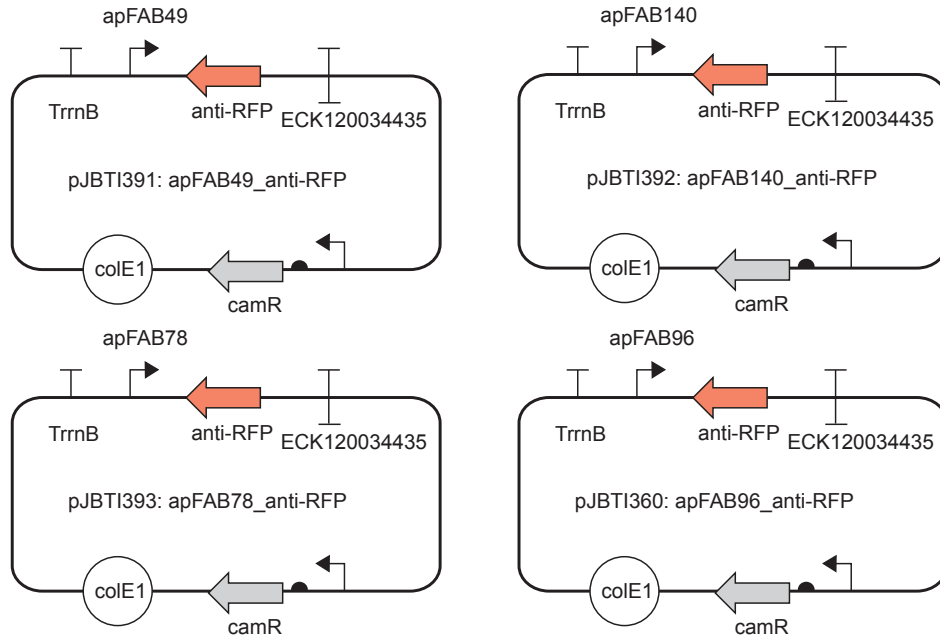 apFAB49
TrrnB
anti-RFP
ECK120034435
pJBTI391: apFAB49_anti-RFP
colE1
camR
apFAB140
TrrnB
anti-RFP
ECK120034435
pJBTI392: apFAB140_anti-RFP
colE1
camR
apFAB78
TrrnB
anti-RFP
ECK120034435
pJBTI393: apFAB78_anti-RFP
colE1
camR
apFAB96
TrrnB
anti-RFP
ECK120034435
pJBTI360: apFAB96_anti-RFP
colE1
camR